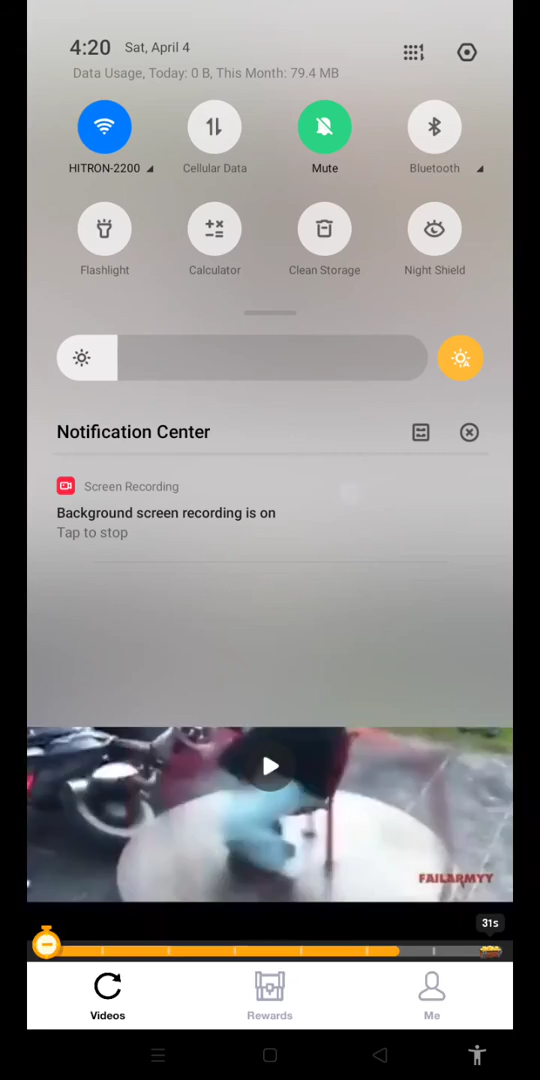 4:20 Sat, April 4
Data Usage, Today: 0 B, This Month: 79.4 MB
HITRON-2200 Cellular Data Mute Bluetooth
Flashlight Calculator Clean Storage Night Shield
Notification Center
Screen Recording
Background screen recording is on
Tap to stop
FAILARMYY
31s
Videos Rewards Me